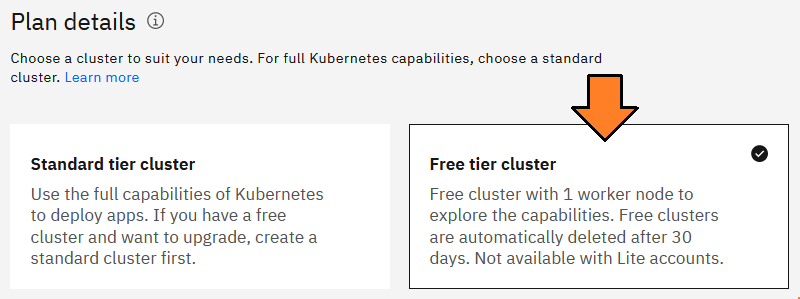 Plan details
Choose a cluster to suit your needs. For full Kubernetes capabilities, choose a standard
cluster. Learn more
Standard tier cluster
Use the full capabilities of Kubernetes
to deploy apps. If you have a free
cluster and want to upgrade, create a
standard cluster first.
Free tier cluster
Free cluster with 1 worker node to
explore the capabilities. Free clusters
are automatically deleted after 30
days. Not available with Lite accounts.